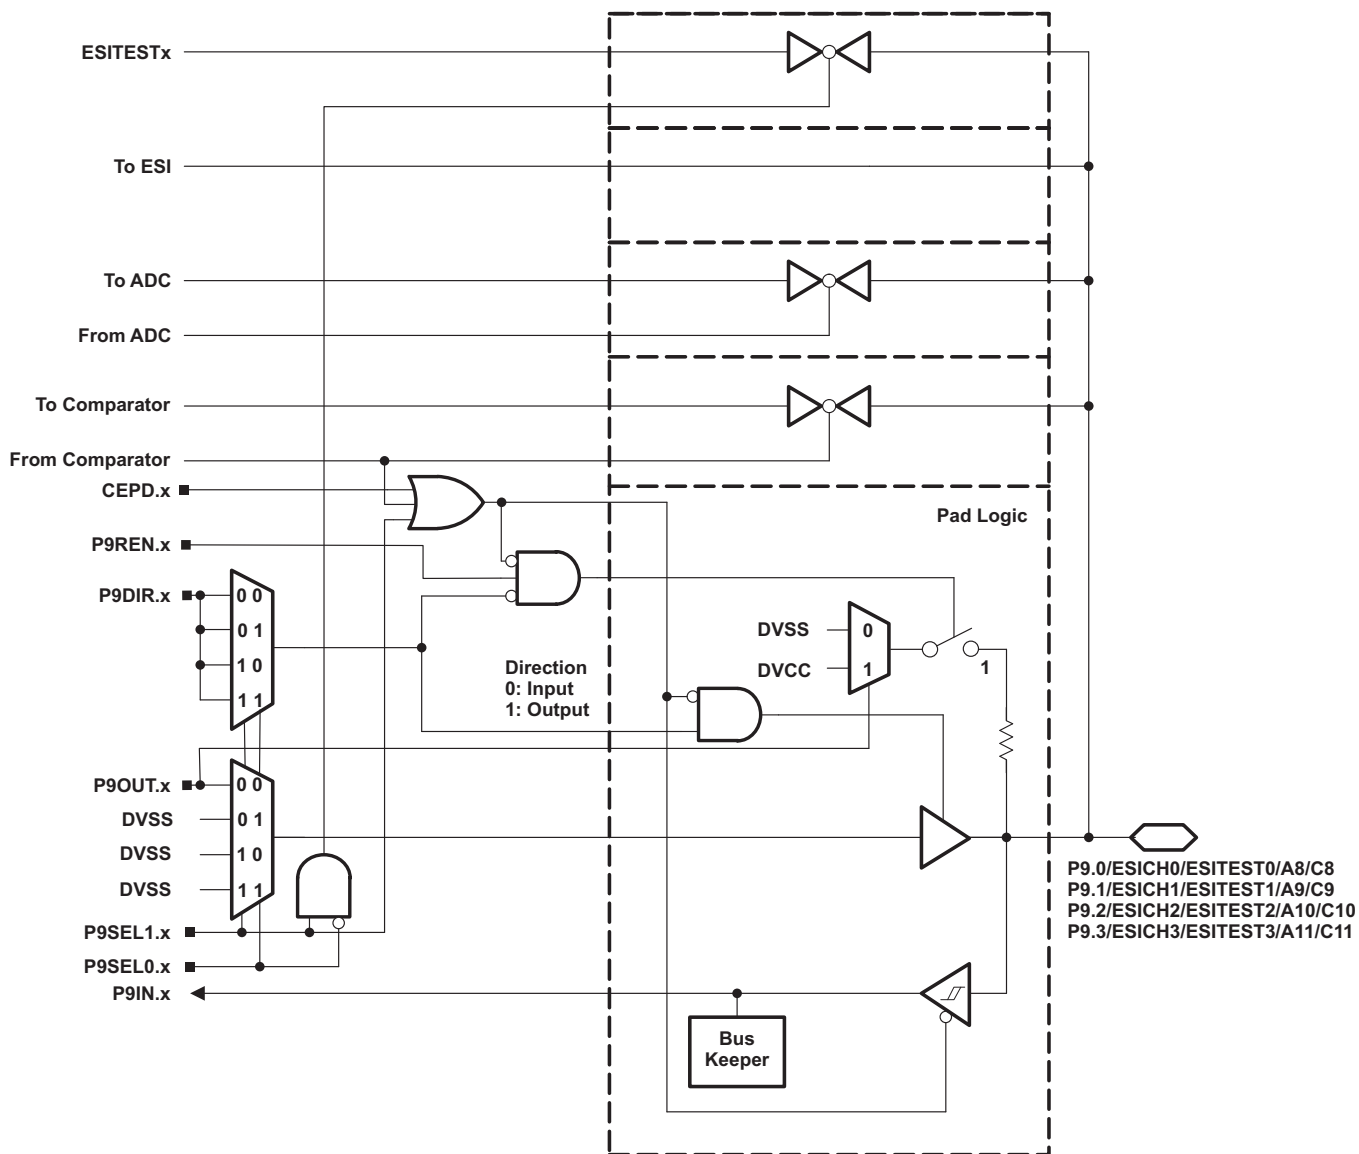 ESITESTx
To ESI
To ADC
From ADC
To Comparator
From Comparator
CEPD.x
Pad Logic
P9REN.x
P9DIR.x
0 0
0 1
1 0
1 1
Direction
0: Input
1: Output
DVSS
DVCC
0
1
1
P9OUT.x
DVSS
DVSS
DVSS
0 0
0 1
1 0
1 1
P9SEL1.x
P9SEL0.x
P9IN.x
Bus
Keeper
P9.0/ESICH0/ESITEST0/A8/C8
P9.1/ESICH1/ESITEST1/A9/C9
P9.2/ESICH2/ESITEST2/A10/C10
P9.3/ESICH3/ESITEST3/A11/C11